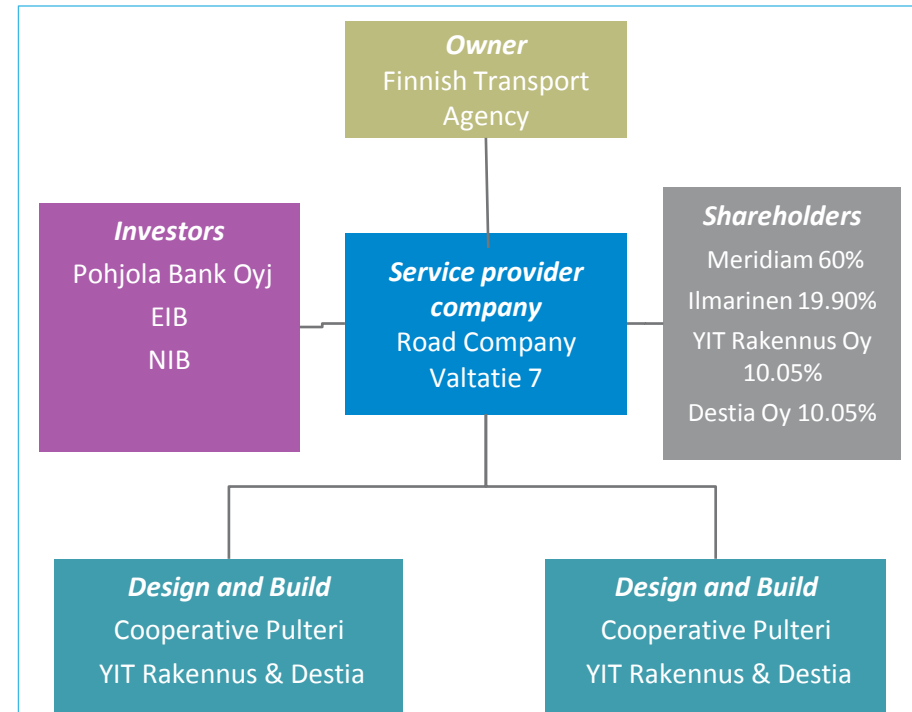 Owner
Finnish Transport
Agency
Investors
Pohjola Bank Oyj
EIB
NIB
Service provider
company
Road Company
Valtatie 7
Shareholders
Meridiam 60%
Ilmarinen 19.90%
YIT Rakennus Oy
10.05%
Destia Oy 10.05%
Design and Build
Cooperative Pulteri
YIT Rakennus & Destia
Design and Build
Cooperative Pulteri
YIT Rakennus & Destia